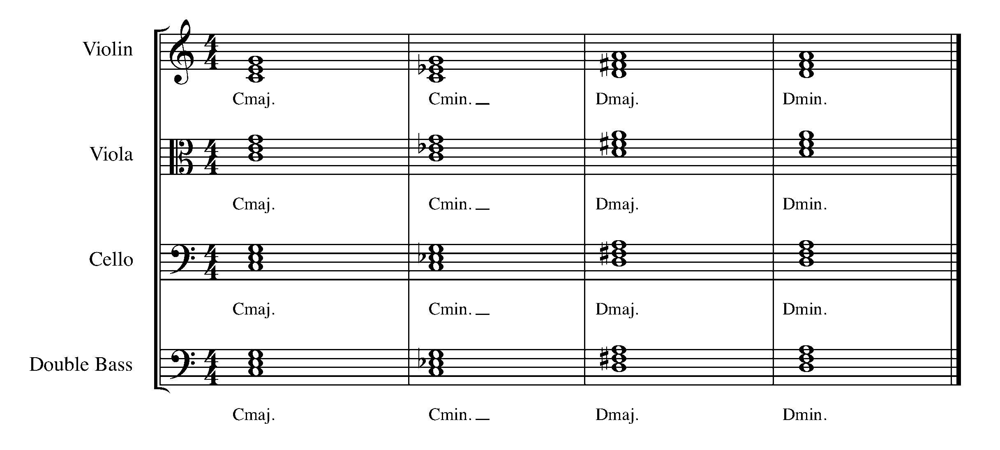 Violin
Cmaj. Cmin. Dmaj. Dmin.
Viola
Cmaj. Cmin. Dmaj. Dmin.
Cello
Cmaj. Cmin. Dmaj. Dmin.
Double Bass
Cmaj. Cmin. Dmaj. Dmin.